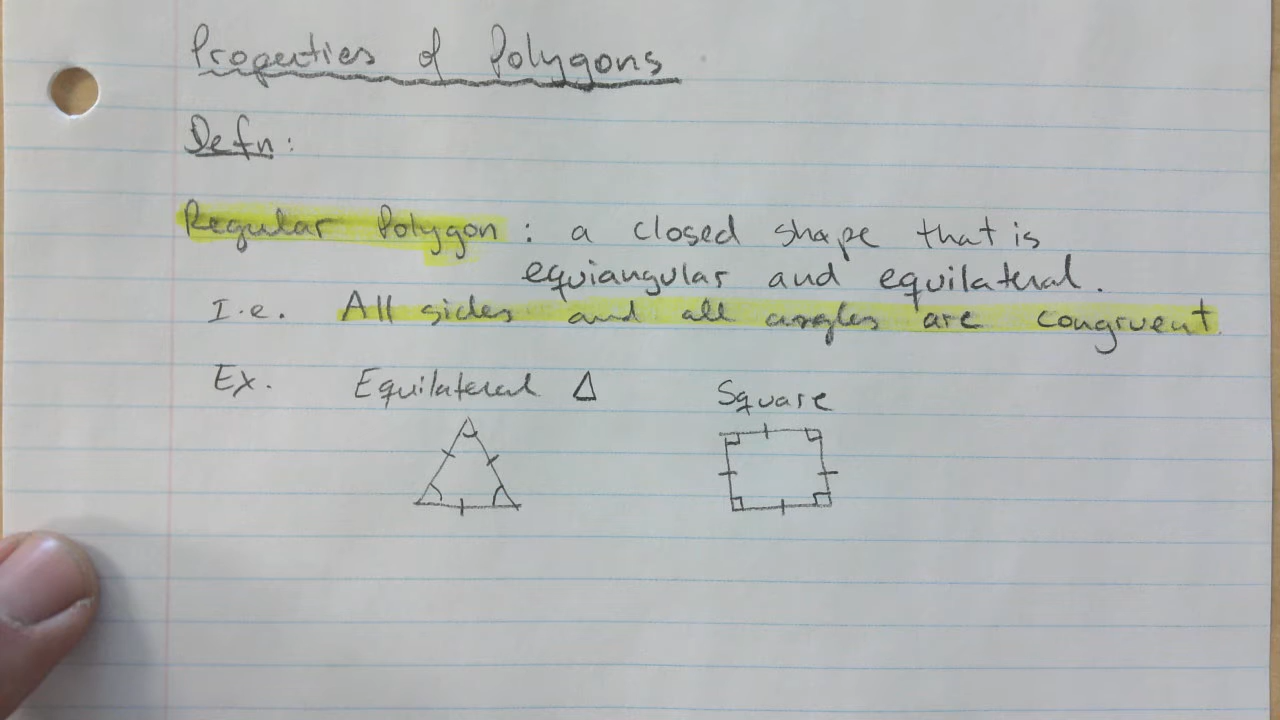 Properties of Polygons
Defn:
Regular Polygon : a closed shape that is
equiangular and equilateral.
I.e. All sides and all angles are congruent.
Ex. Equilateral Δ Square